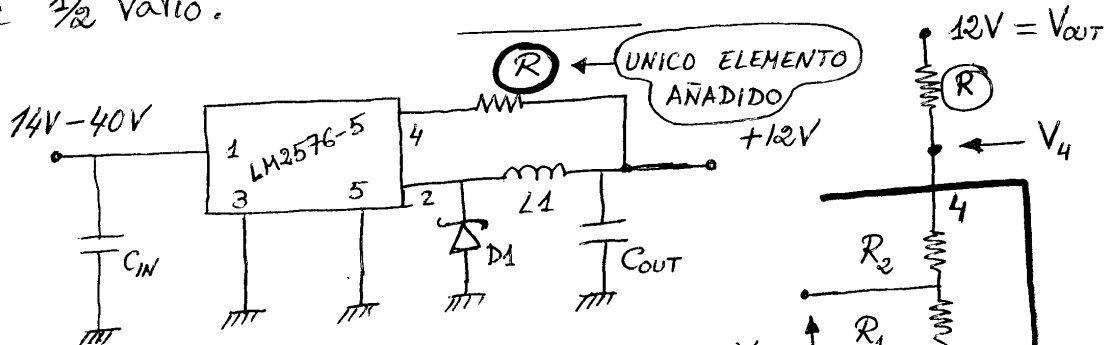 ½ Vatio.
R
UNICO ELEMENTO
AÑADIDO
12V = VOUT
R
V4
14V-40V
+12V
1
LM2576-5
4
3
5
2
L1
D1
CIN
COUT
4
R2
R1